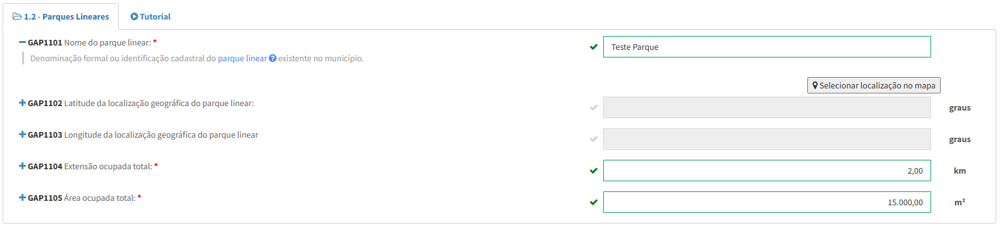 1.2 - Parques Lineares
Tutorial
GAP1101 Nome do parque linear: *
Teste Parque
Denominação formal ou identificação cadastral do parque linear existente no município.
Selecionar localização no mapa
GAP1102 Latitude da localização geográfica do parque linear:
graus
GAP1103 Longitude da localização geográfica do parque linear
graus
GAP1104 Extensão ocupada total: *
2,00
km
GAP1105 Área ocupada total: *
15.000,00
m²